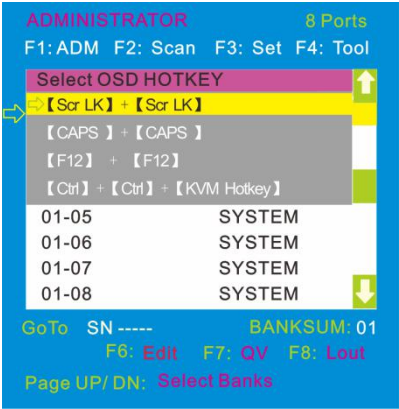 ADMINISTRATOR 8 Ports
F1: ADM F2: Scan F3: Set F4: Tool
Select OSD HOTKEY
⇨【Scr LK】+【Scr LK】
【CAPS 】+【CAPS 】
【F12】 + 【F12】
【Ctrl】+【Ctrl】+【KVM Hotkey】
01-05 SYSTEM
01-06 SYSTEM
01-07 SYSTEM
01-08 SYSTEM
GoTo SN ----- BANKSUM: 01
F6: Edit F7: QV F8: Lout
Page UP/ DN: Select Banks